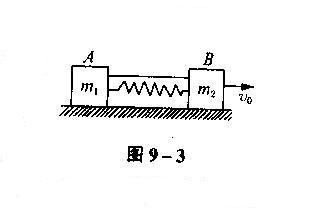 A B
m₁ m₂ v₀
图 9-3